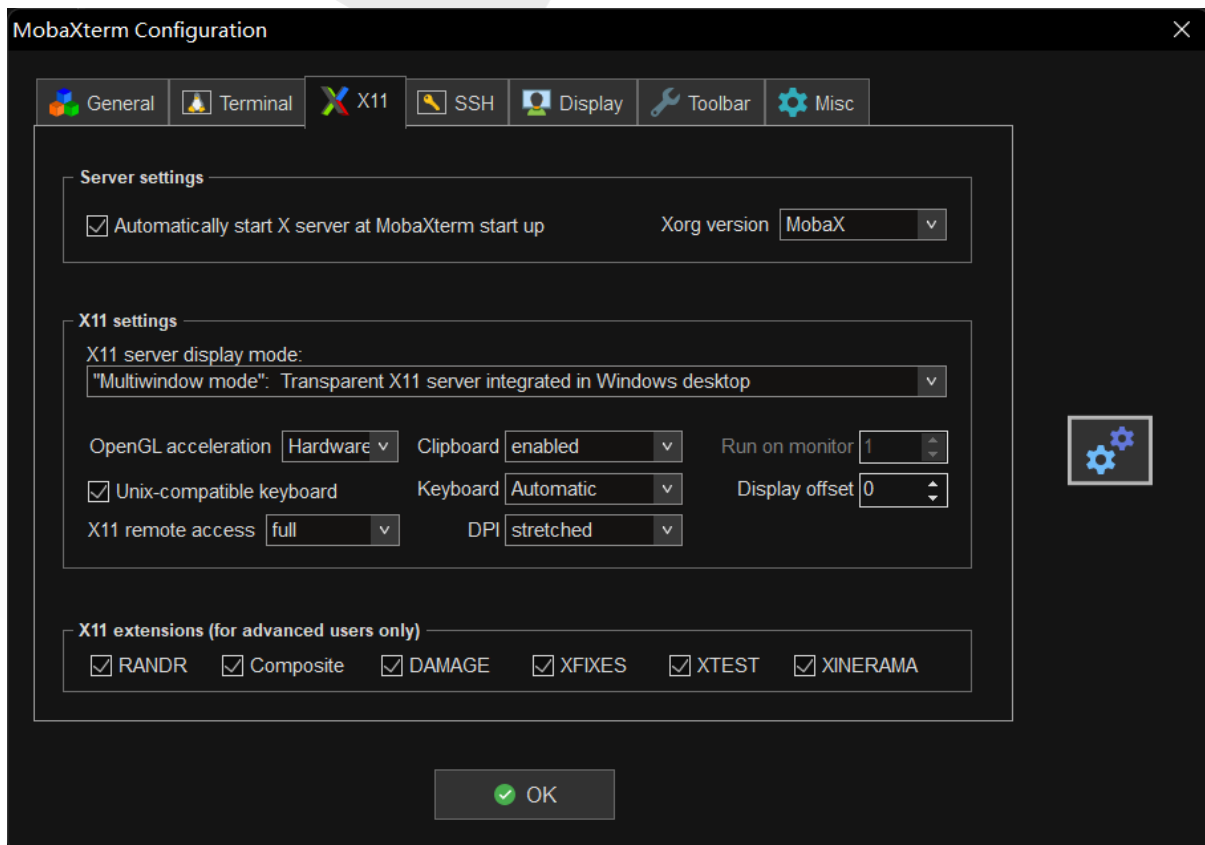 MobaXterm Configuration
General Terminal X11 SSH Display Toolbar Misc
Server settings
Automatically start X server at MobaXterm start up Xorg version MobaX
X11 settings
X11 server display mode:
"Multiwindow mode": Transparent X11 server integrated in Windows desktop
OpenGL acceleration Hardware Clipboard enabled Run on monitor 1
Unix-compatible keyboard Keyboard Automatic Display offset 0
X11 remote access full DPI stretched
X11 extensions (for advanced users only)
RANDR Composite DAMAGE XFIXES XTEST XINERAMA
OK